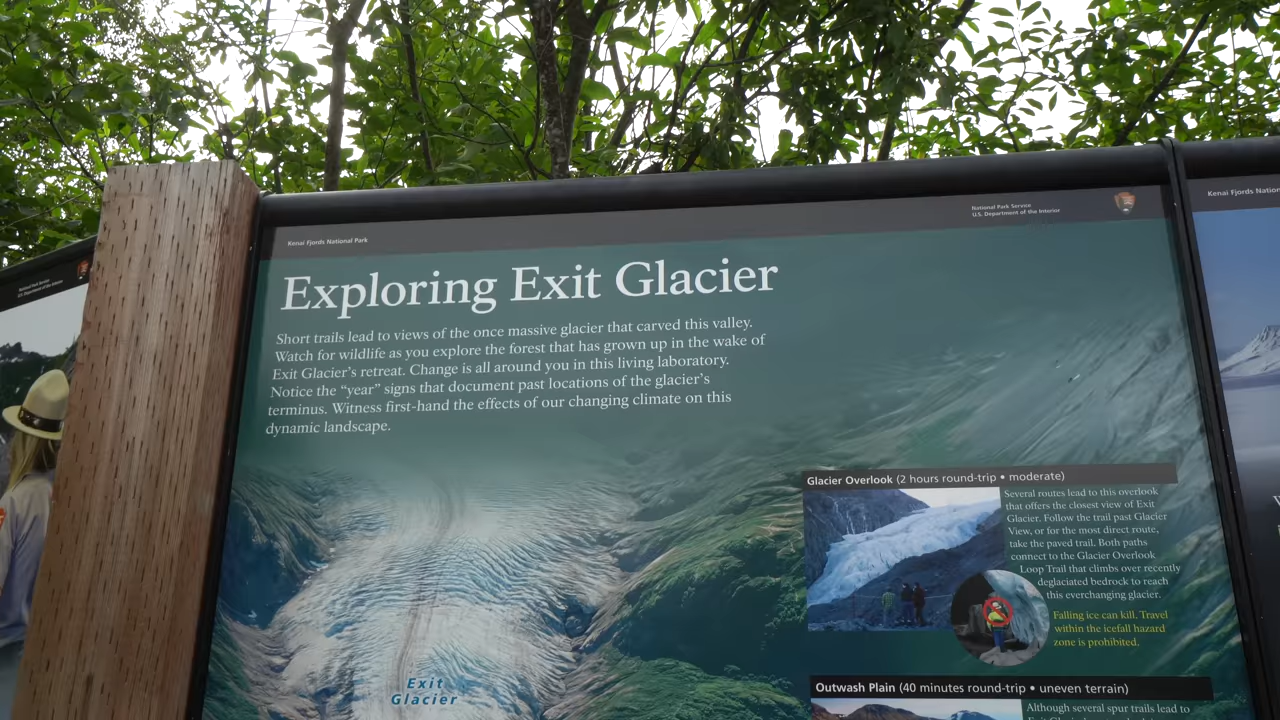 Kenai Fjords National Park
National Park Service
U.S. Department of the Interior
Exploring Exit Glacier
Short trails lead to views of the once massive glacier that carved this valley.
Watch for wildlife as you explore the forest that has grown up in the wake of
Exit Glacier's retreat. Change is all around you in this living laboratory.
Notice the "year" signs that document past locations of the glacier's
terminus. Witness first-hand the effects of our changing climate on this
dynamic landscape.
Exit
Glacier
Glacier Overlook (2 hours round-trip • moderate)
Several routes lead to this overlook
that offers the closest view of Exit
Glacier. Follow the trail past Glacier
View, or for the most direct route,
take the paved trail. Both paths
connect to the Glacier Overlook
Loop Trail that climbs over recently
deglaciated bedrock to reach
this everchanging glacier.
Falling ice can kill. Travel
within the icefall hazard
zone is prohibited.
Outwash Plain (40 minutes round-trip • uneven terrain)
Although several spur trails lead to
Kenai Fjords Nation
National Park Service
U.S. Department of the Interior